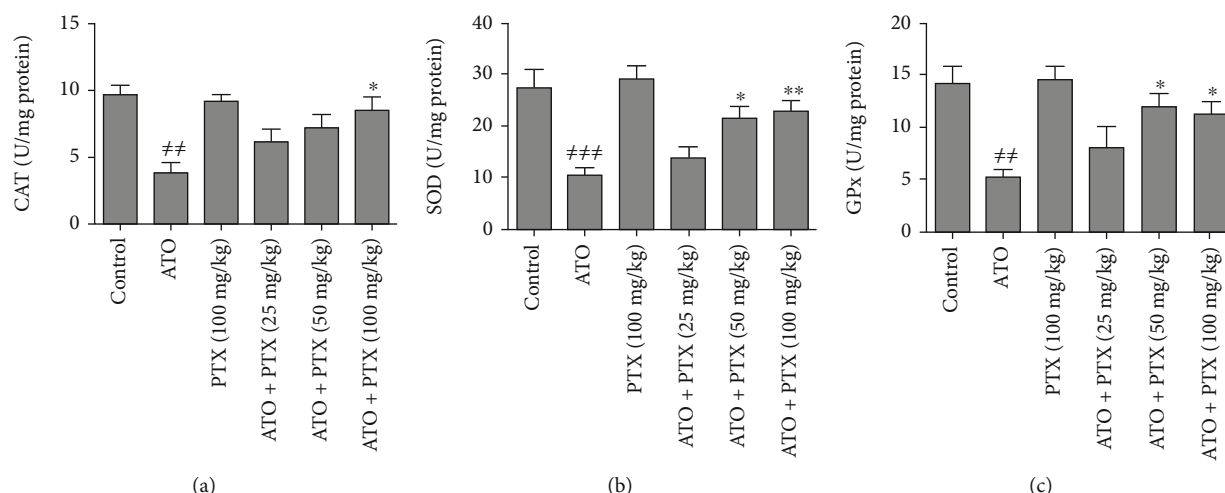 CAT (U/mg protein)
15
10
5
0
≠≠
*
Control
ATO
PTX (100 mg/kg)
ATO + PTX (25 mg/kg)
ATO + PTX (50 mg/kg)
ATO + PTX (100 mg/kg)
(a)
SOD (U/mg protein)
40
30
20
10
0
≠≠≠
*
**
Control
ATO
PTX (100 mg/kg)
ATO + PTX (25 mg/kg)
ATO + PTX (50 mg/kg)
ATO + PTX (100 mg/kg)
(b)
GPx (U/mg protein)
20
15
10
5
0
≠≠
*
*
Control
ATO
PTX (100 mg/kg)
ATO + PTX (25 mg/kg)
ATO + PTX (50 mg/kg)
ATO + PTX (100 mg/kg)
(c)